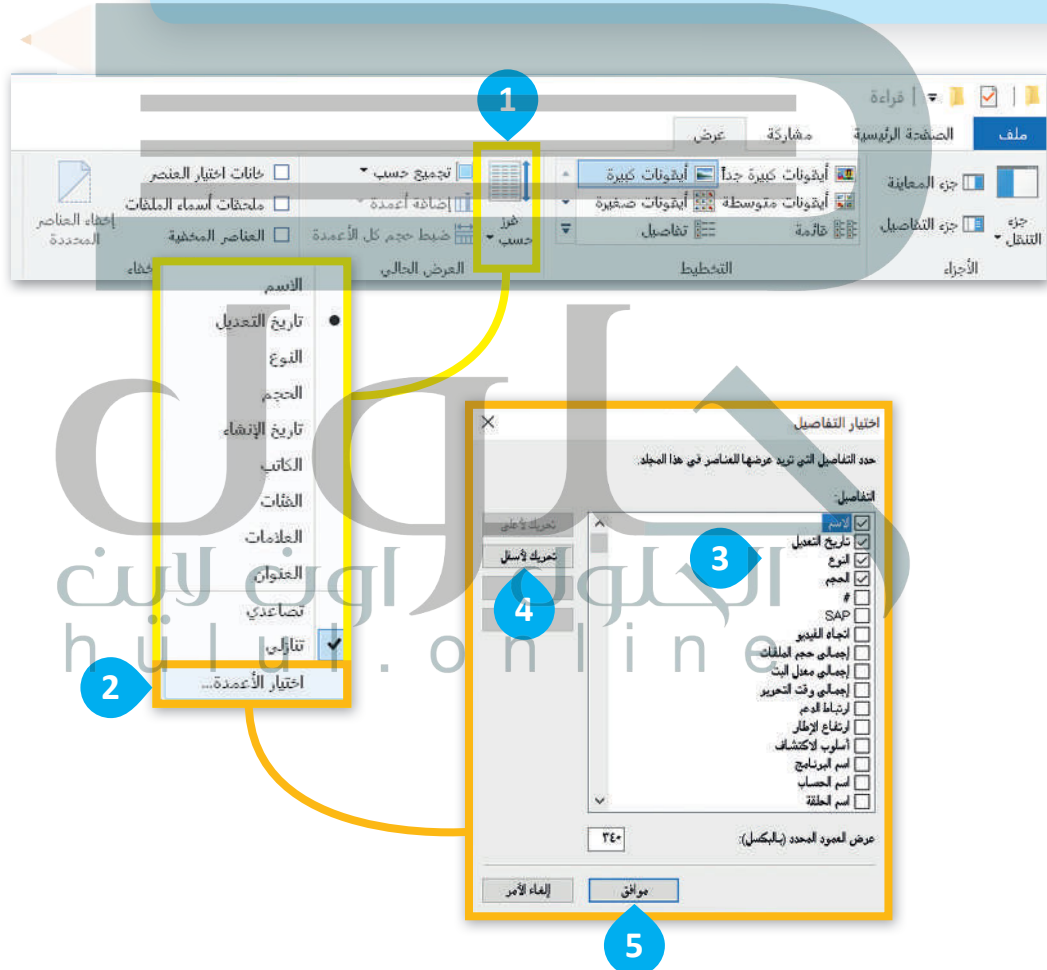 قراءة
ملف
الصفحة الرئيسية
مشاركة
عرض
1
جزء التنقل
جزء المعاينة
جزء التفاصيل
الأجزاء
أيقونات كبيرة جداً
أيقونات كبيرة
أيقونات متوسطة
أيقونات صغيرة
قائمة
تفاصيل
التخطيط
فرز حسب
تجميع حسب
إضافة أعمدة
ضبط حجم كل الأعمدة
العرض الحالي
خانات اختيار العنصر
ملحقات أسماء الملفات
العناصر المخفية
إخفاء العناصر المحددة
الاسم
تاريخ التعديل
النوع
الحجم
تاريخ الإنشاء
الكاتب
الفئات
العلامات
العنوان
تصاعدي
تنازلي
اختيار الأعمدة...
2
اختيار التفاصيل
حدد التفاصيل التي تريد عرضها للعناصر في هذا المجلد.
التفاصيل:
الاسم
تاريخ التعديل
النوع
الحجم
#
SAP
اتجاه الفيديو
إجمالي حجم الملفات
إجمالي معدل البت
إجمالي وقت التحرير
ارتباط الدعم
ارتفاع الإطار
أسلوب الاكتشاف
اسم البرنامج
اسم الحساب
اسم الحلقة
3
تحريك لأعلى
تحريك لأسفل
4
عرض العمود المحدد (بالبكسل):
٣٤٠
موافق
إلغاء الأمر
5
حلول
الحلول اون لاين
hulul.online